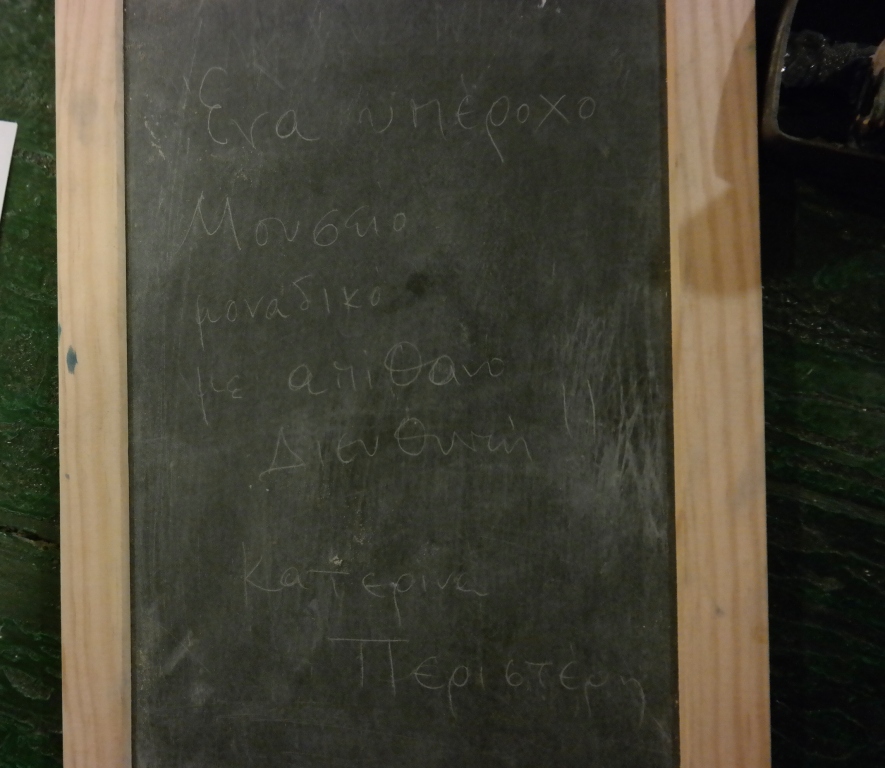 Ένα υπέροχο
Μουσείο
μοναδικό
με απίθανο
Διευθυντή !!
Κατερίνα
Περιστέρη